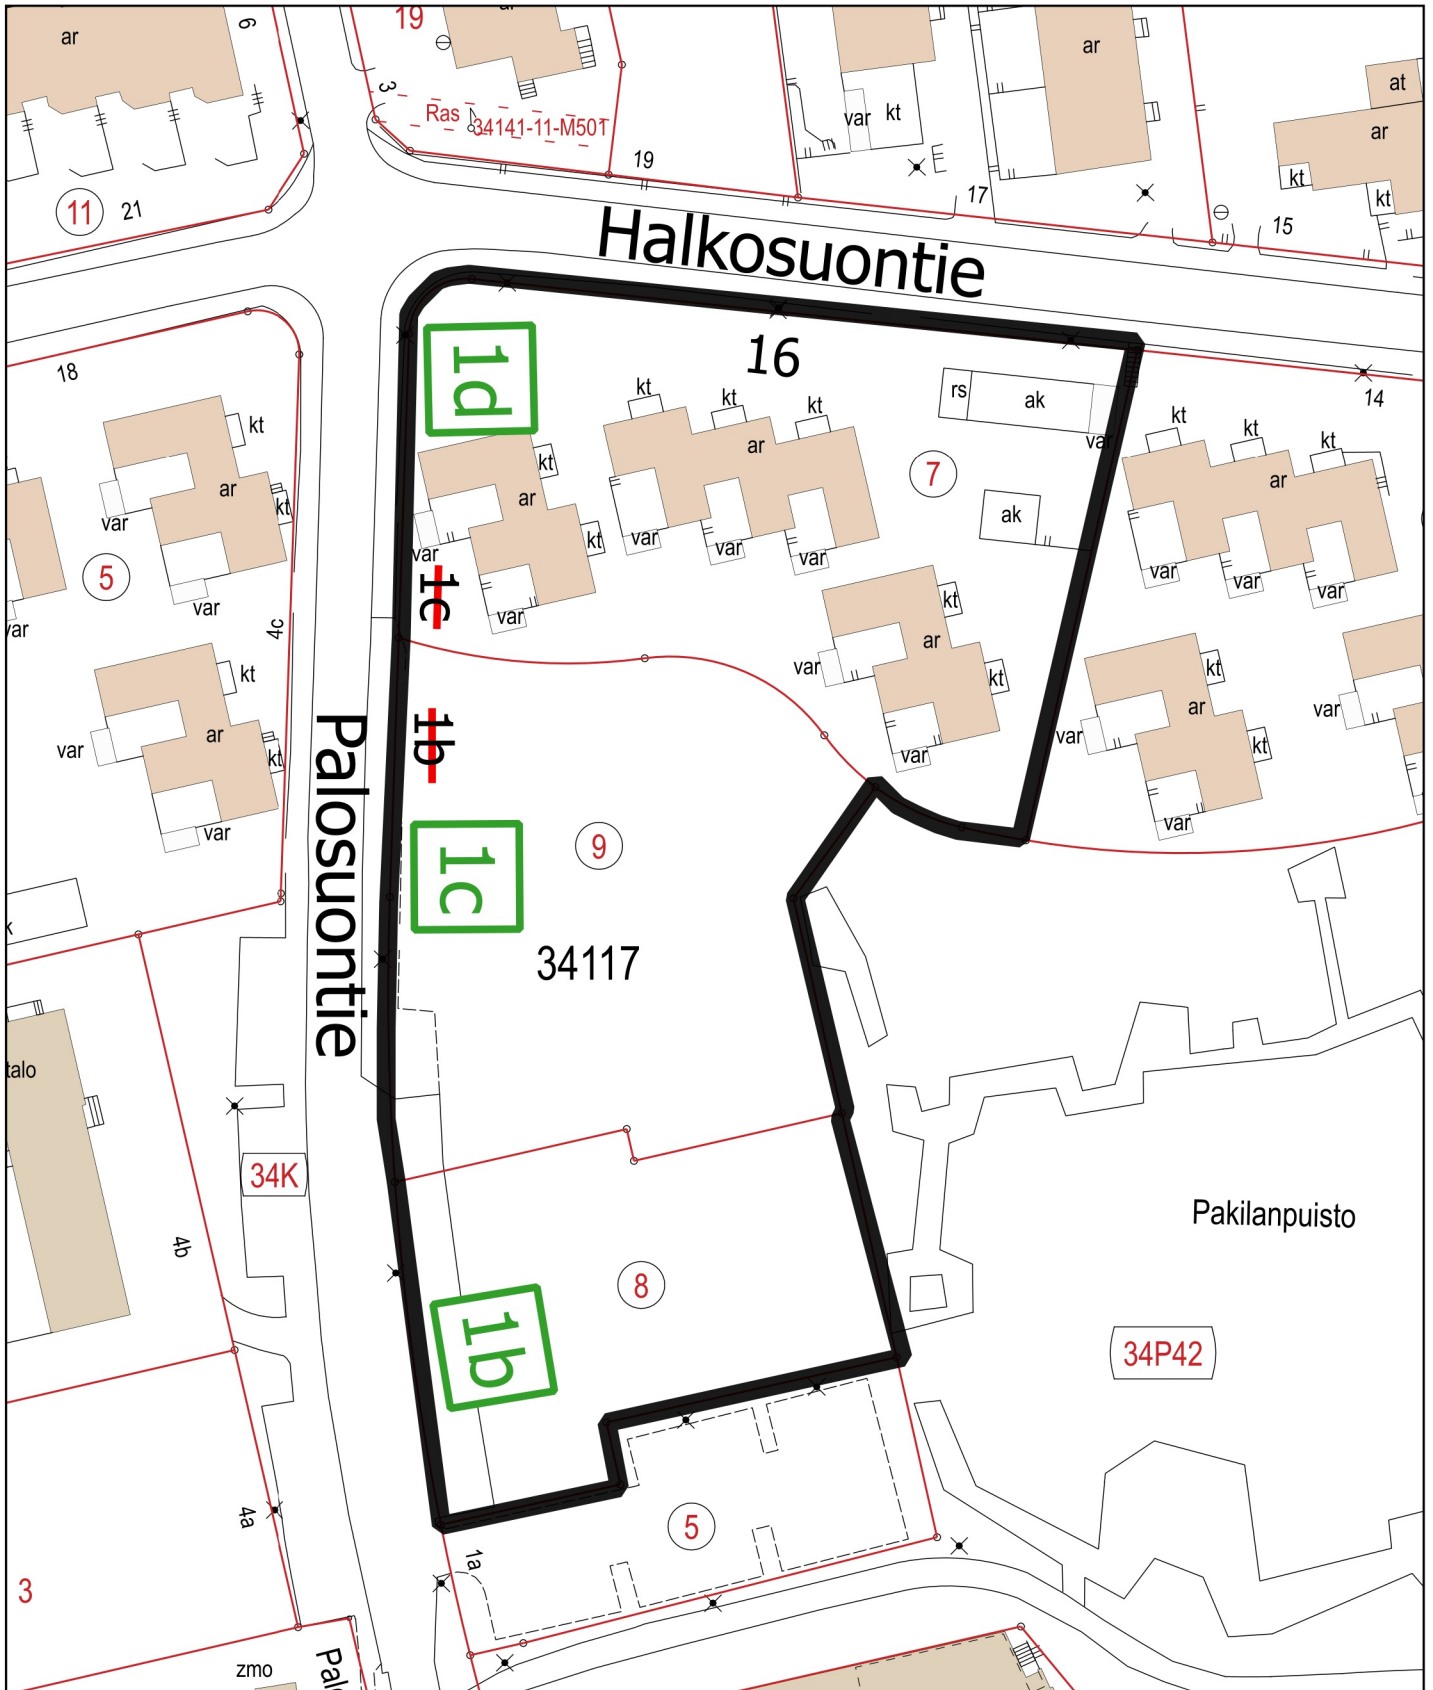 19
ar
ar
6
ar
at
3
Ras
34141-11-M501
var
kt
ar
19
kt
17
kt
11
21
15
Halkosuontie
1d
16
18
14
kt
kt
kt
rs
ak
var
kt
kt
kt
kt
ar
kt
ar
7
ar
ar
kt
ar
kt
var
ak
var
kt
var
var
var
var
var
var
5
1c
var
var
kt
var
4c
ar
kt
var
kt
kt
ar
var
1b
var
ar
kt
var
kt
var
var
Palosuontie
var
9
1c
34117
talo
34K
Pakilanpuisto
4b
8
1b
34P42
4a
5
1a
3
zmo